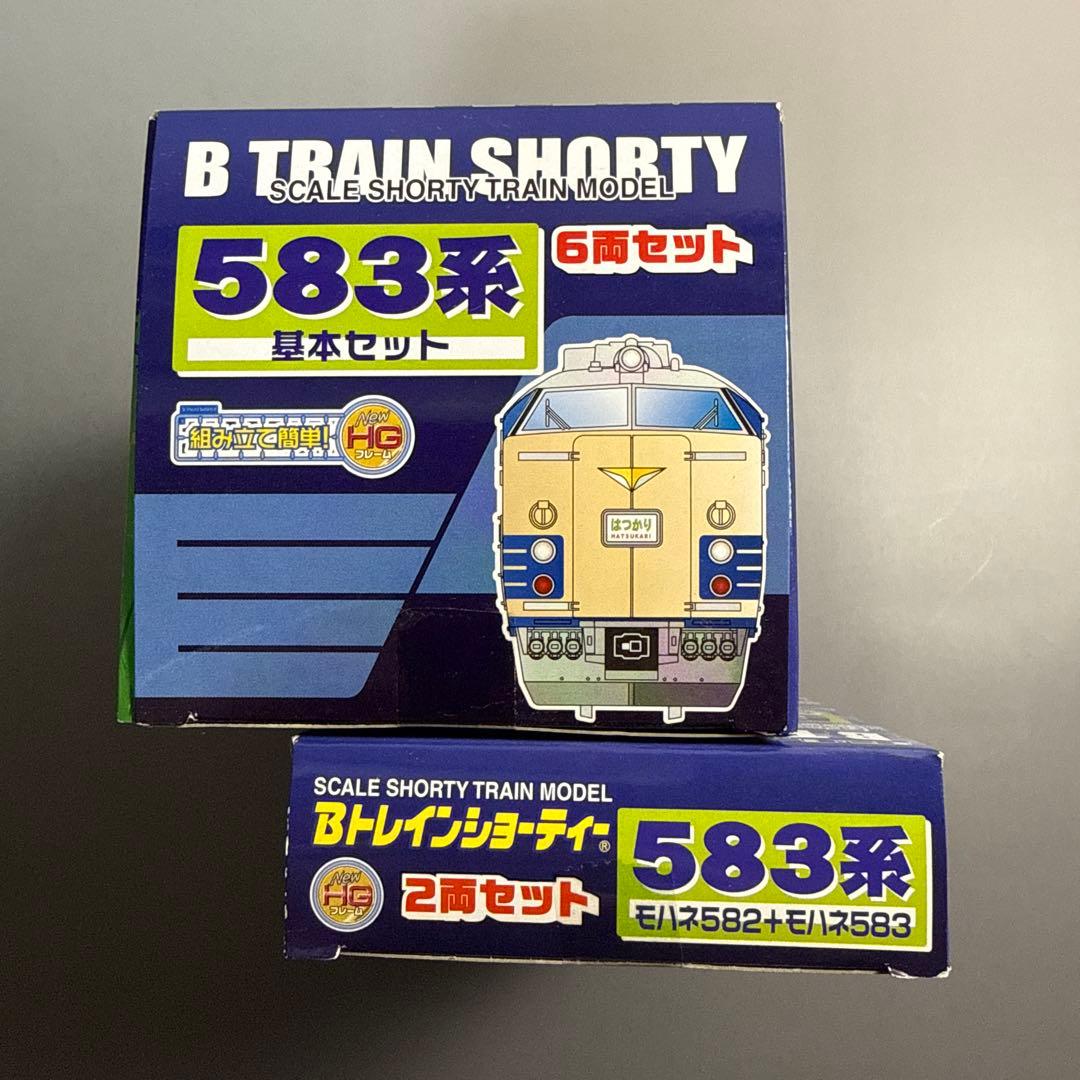 B TRAIN SHORTY
SCALE SHORTY TRAIN MODEL
583系
6両セット
基本セット
組み立て簡単!
New
HG
フレーム
はつかり
HATSUKARI
SCALE SHORTY TRAIN MODEL
Bトレインショーティー®
583系
New
HG
フレーム
2両セット
モハネ582+モハネ583